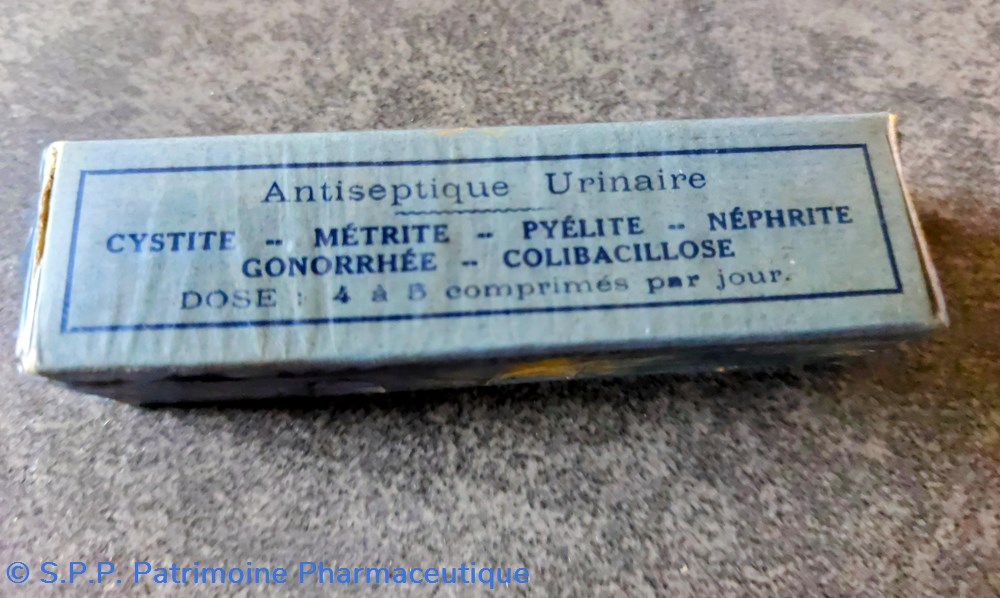 Antiseptique Urinaire
CYSTITE -- MÉTRITE -- PYÉLITE -- NÉPHRITE
GONORRHÉE -- COLIBACILLOSE
DOSE : 4 à 5 comprimés par jour.
© S.P.P. Patrimoine Pharmaceutique